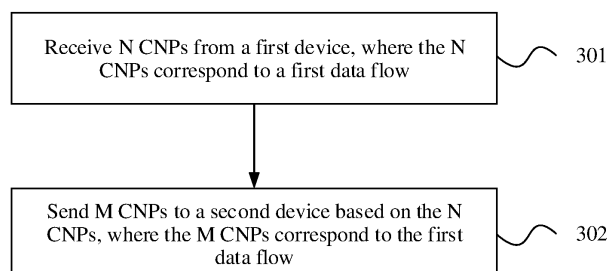 Receive N CNPs from a first device, where the N
CNPs correspond to a first data flow
301
Send M CNPs to a second device based on the N
CNPs, where the M CNPs correspond to the first
data flow
302